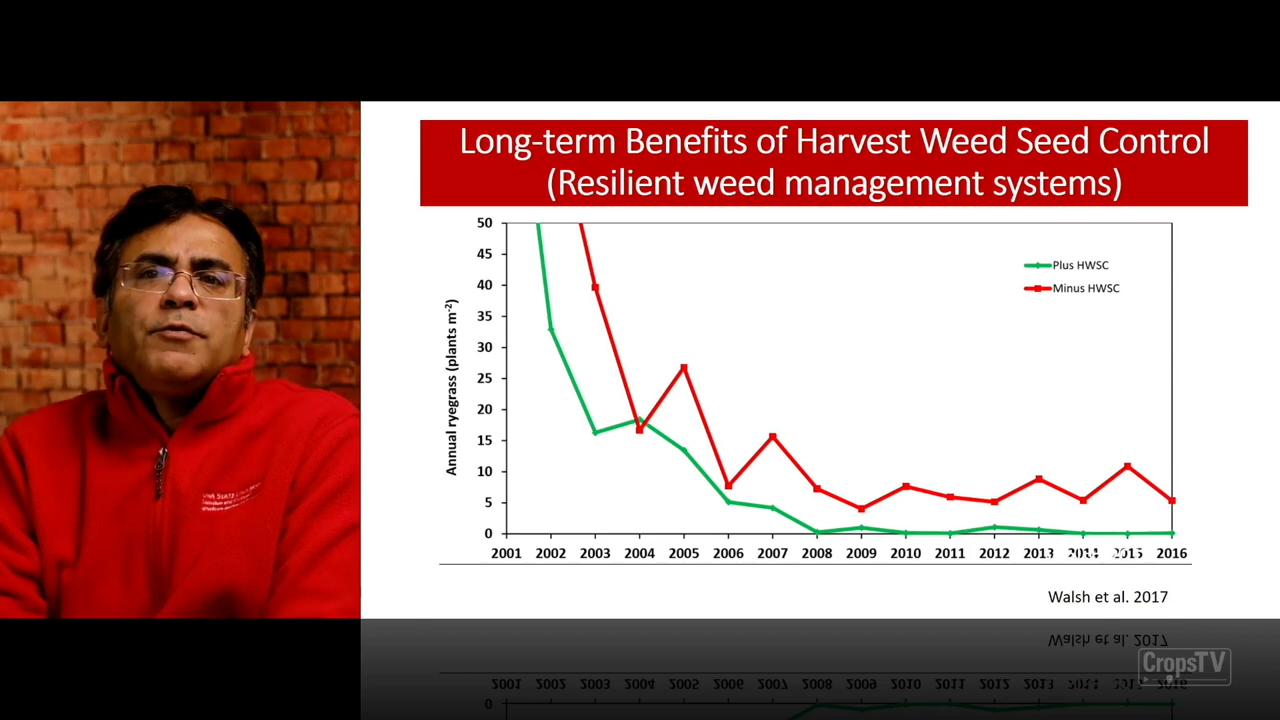 Long-term Benefits of Harvest Weed Seed Control
(Resilient weed management systems)
50
45
40
35
30
25
20
15
10
5
0
Annual ryegrass (plants m-2)
Plus HWSC
Minus HWSC
2001 2002 2003 2004 2005 2006 2007 2008 2009 2010 2011 2012 2013 2014 2015 2016
Walsh et al. 2017
CropsTV